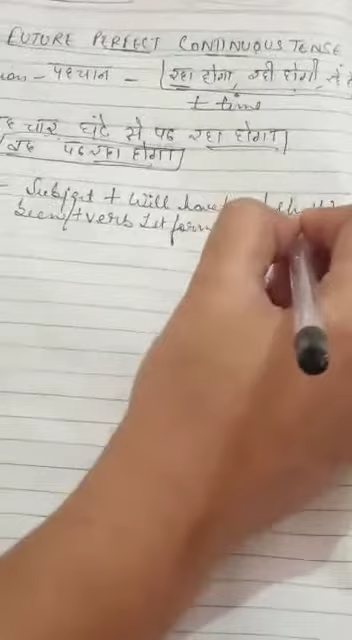 FUTURE PERFECT CONTINUOUS TENSE
पहचान - रहा होगा, रही होगी,
+ time
चार घंटे से पढ़ रहा होगा
वह पढ़ रहा होगा
= Subject + Will have
been + verb 1st form